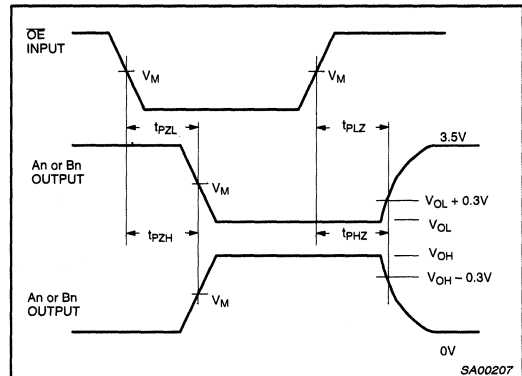 OE
INPUT
VM
VM
tPZL
tPLZ
3.5V
An or Bn
OUTPUT
VM
VOL + 0.3V
VOL
tPZH
tPHZ
VOH
VOH – 0.3V
An or Bn
OUTPUT
VM
0V
SA00207